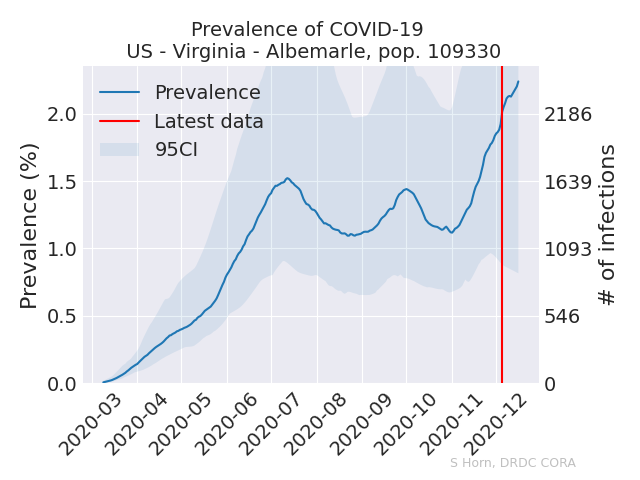 Prevalence of COVID-19
US - Virginia - Albemarle, pop. 109330
Prevalence
Latest data
95CI
Prevalence (%)
2.0
1.5
1.0
0.5
0.0
2186
1639
1093
546
0
# of infections
2020-03
2020-04
2020-05
2020-06
2020-07
2020-08
2020-09
2020-10
2020-11
2020-12
S Horn, DRDC CORA